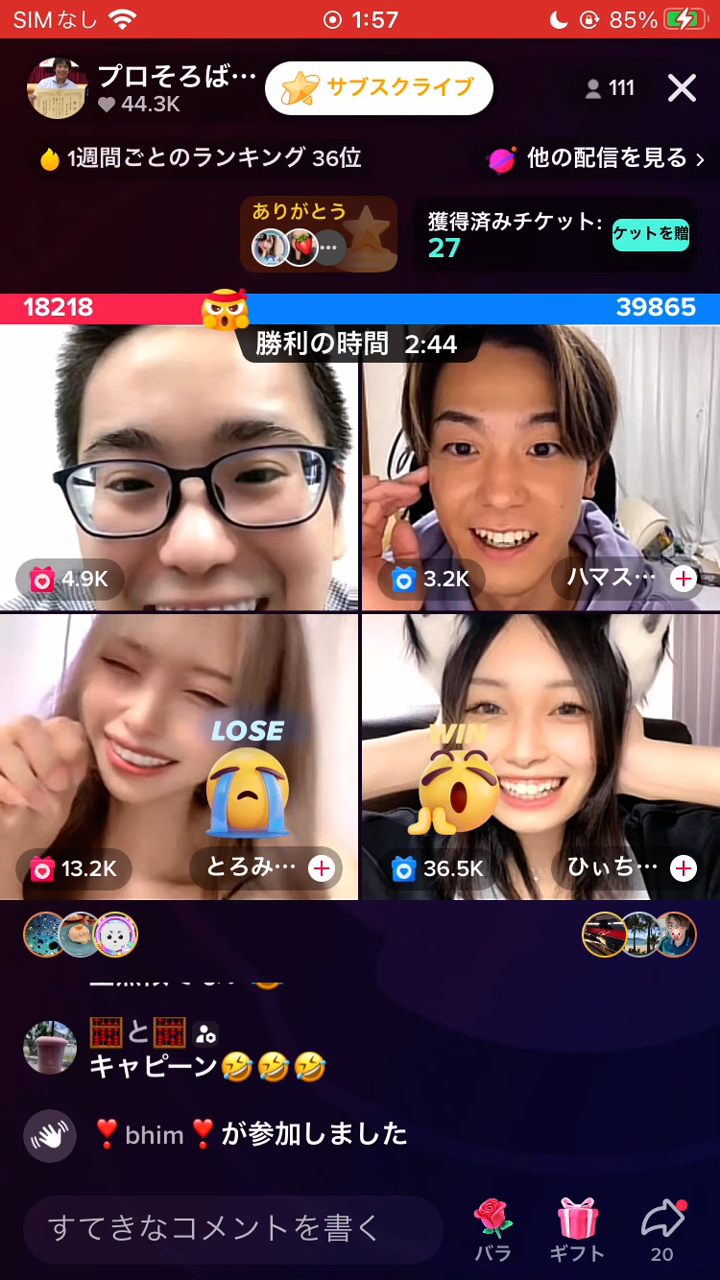 SIMなし
1:57
85%
プロそろば…
44.3K
サブスクライブ
111
1週間ごとのランキング 36位
他の配信を見る ›
ありがとう
獲得済みチケット:
27
ケットを贈
18218
39865
勝利の時間 2:44
4.9K
3.2K
ハマス…
LOSE
WIN
13.2K
とろみ…
36.5K
ひぃち…
🧮と🧮
キャピーン🤣🤣🤣
❣️bhim❣️が参加しました
すてきなコメントを書く
バラ
ギフト
20